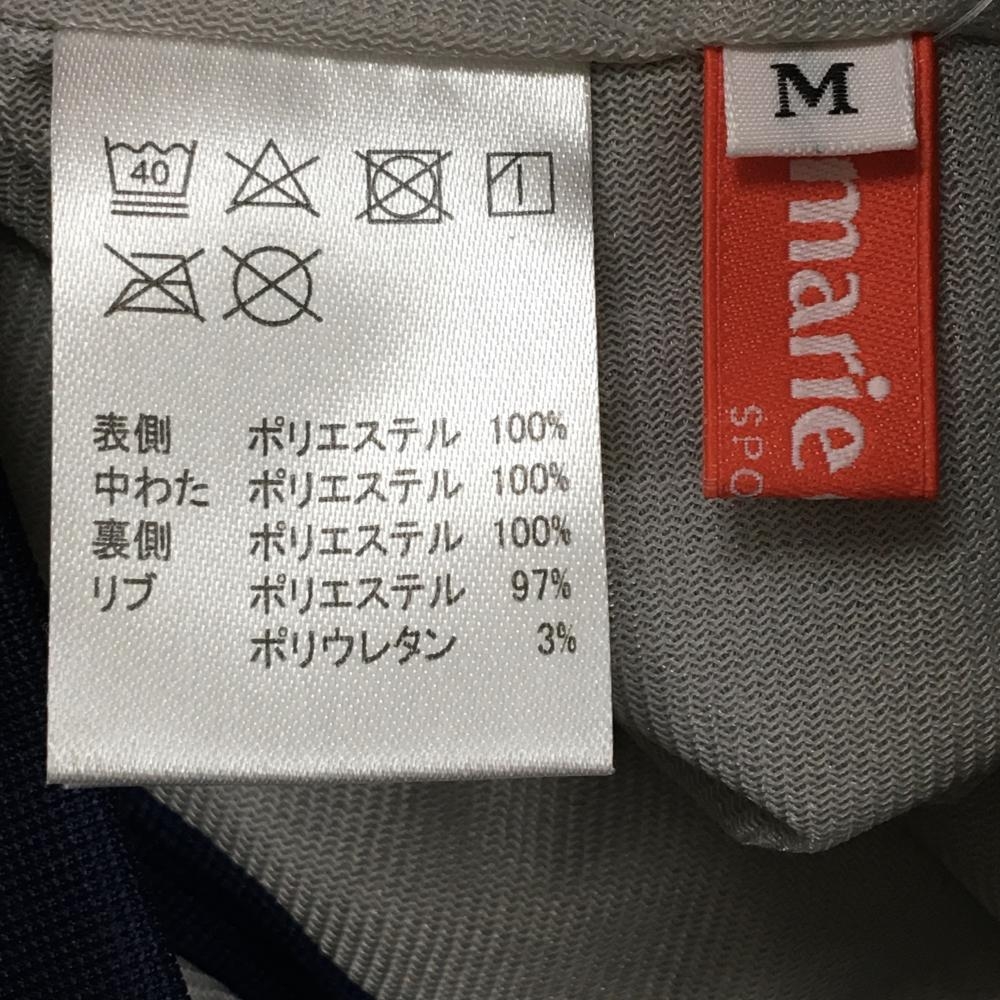 40
表側 ポリエステル 100%
中わた ポリエステル 100%
裏側 ポリエステル 100%
リブ ポリエステル 97%
ポリウレタン 3%
M
marie
SPO